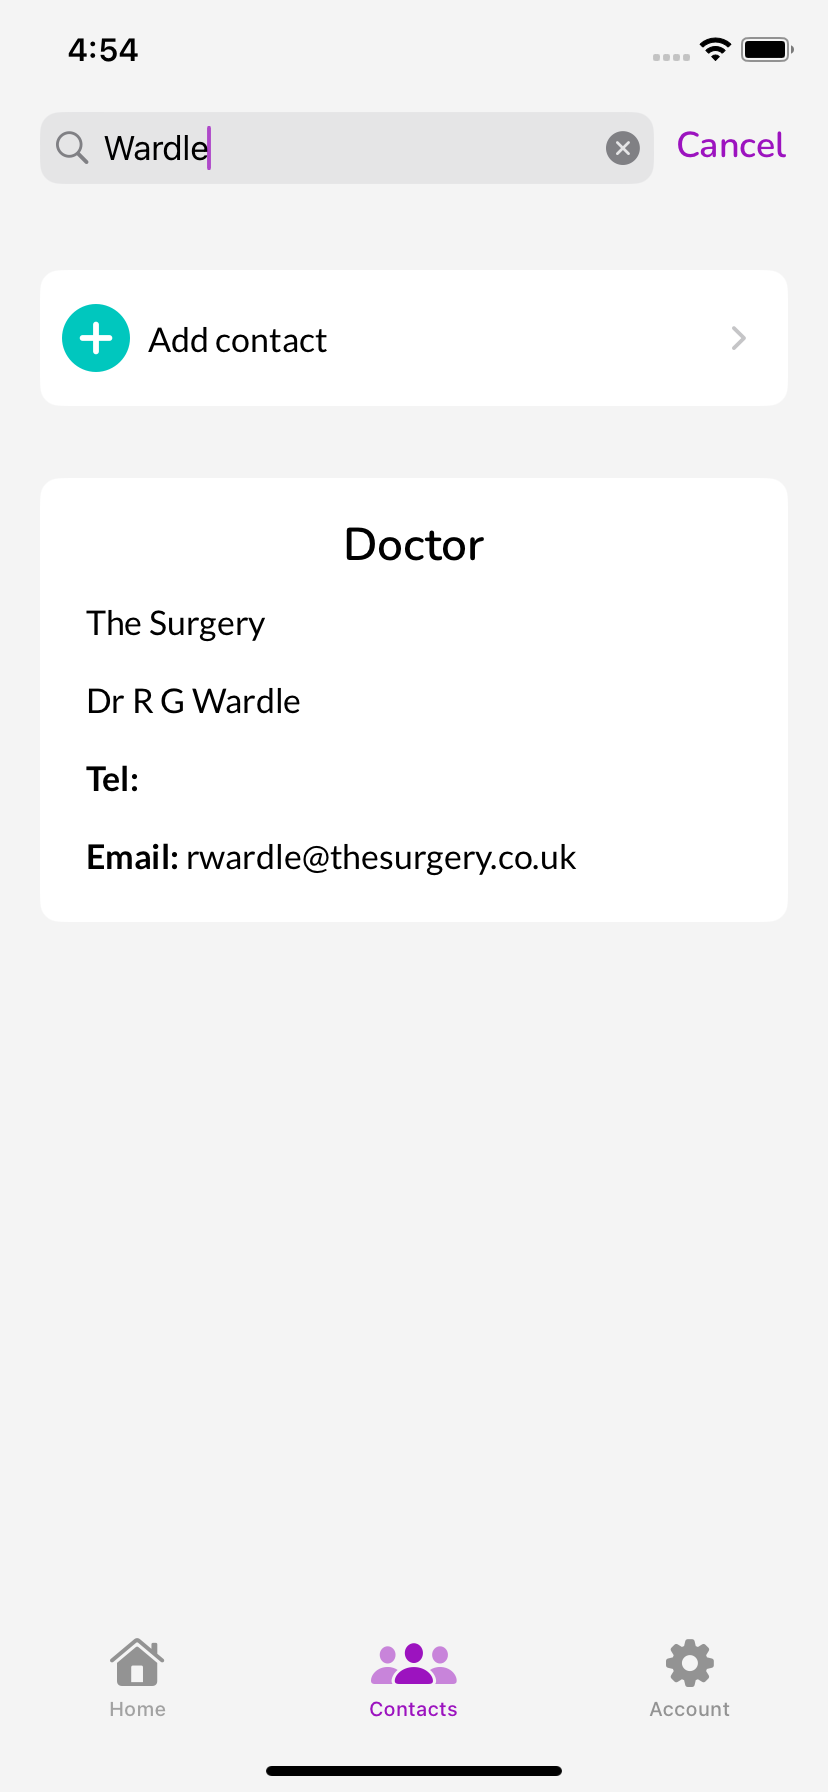 4:54
Wardle
Cancel
Add contact
Doctor
The Surgery
Dr R G Wardle
Tel:
Email: rwardle@thesurgery.co.uk
Home
Contacts
Account